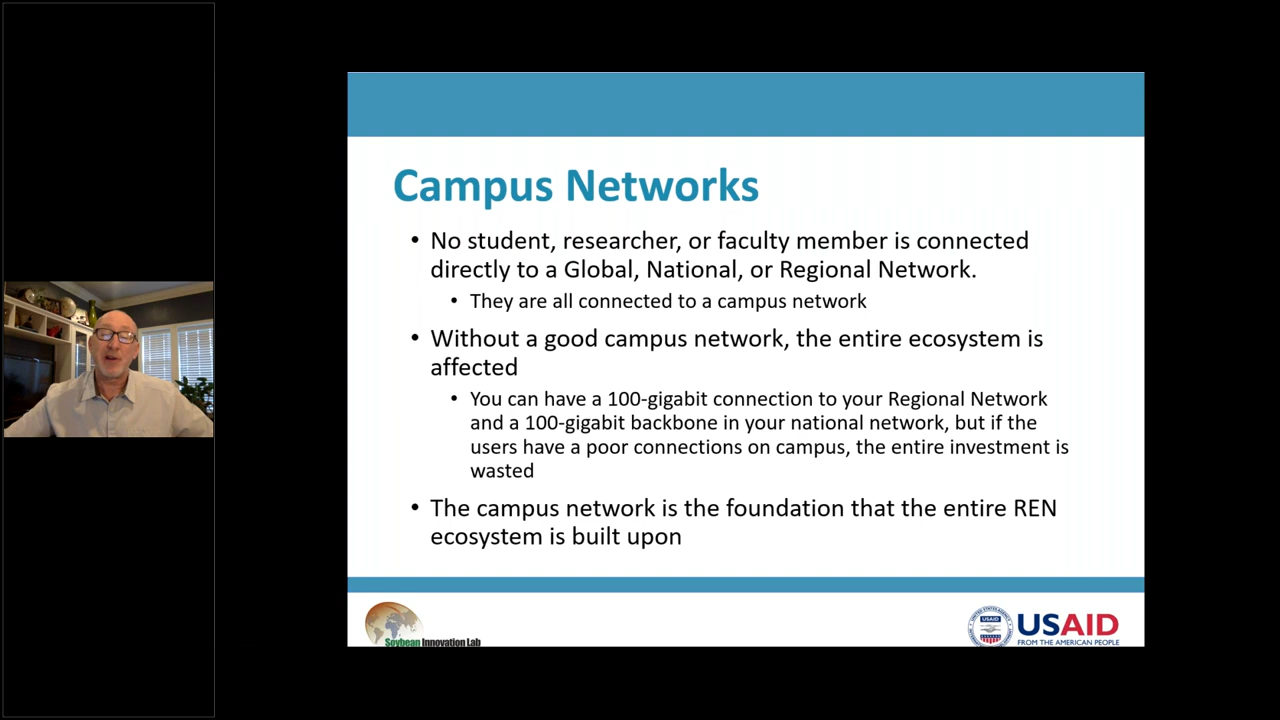 Campus Networks
• No student, researcher, or faculty member is connected
directly to a Global, National, or Regional Network.
• They are all connected to a campus network
• Without a good campus network, the entire ecosystem is
affected
• You can have a 100-gigabit connection to your Regional Network
and a 100-gigabit backbone in your national network, but if the
users have a poor connections on campus, the entire investment is
wasted
• The campus network is the foundation that the entire REN
ecosystem is built upon
Soybean Innovation Lab
USAID
USAID
FROM THE AMERICAN PEOPLE